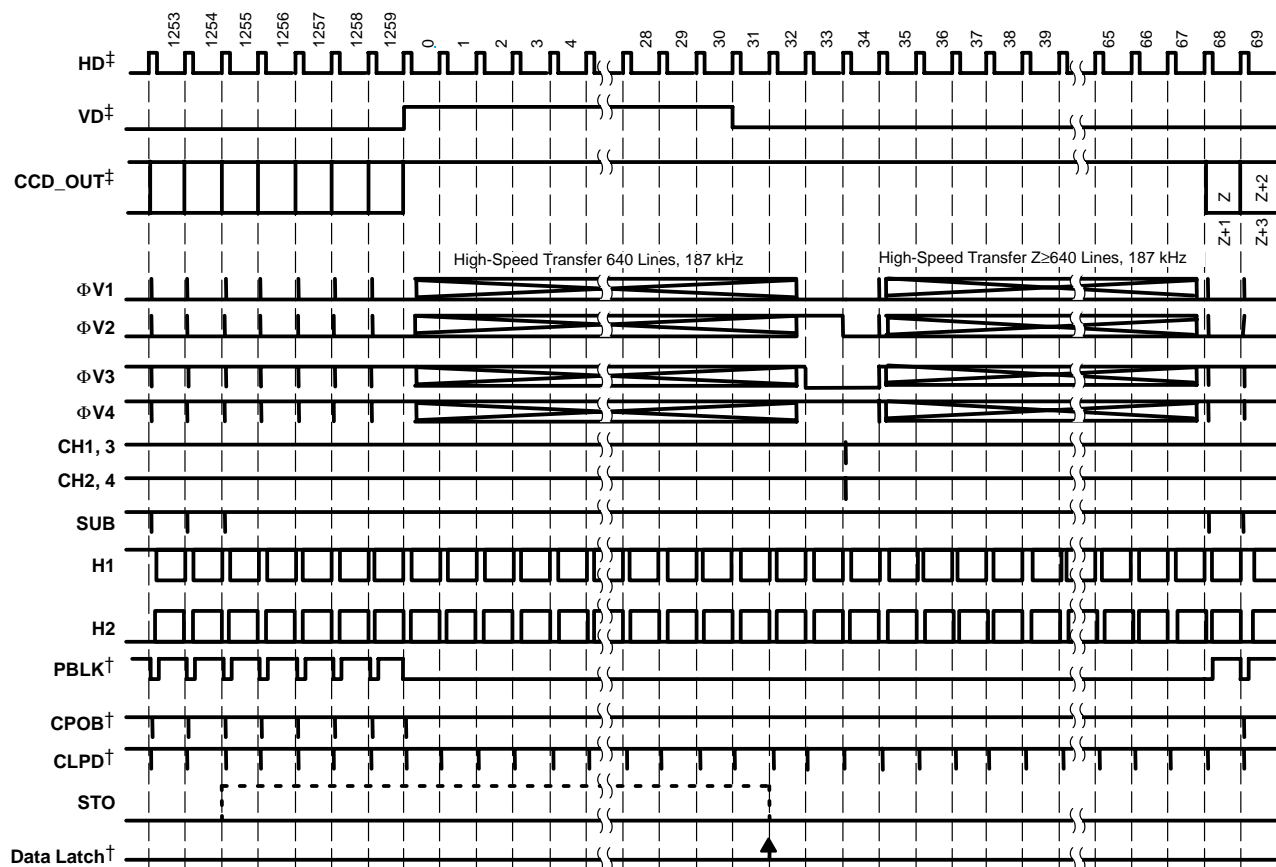 1253 1254 1255 1256 1257 1258 1259 0 1 2 3 4 28 29 30 31 32 33 34 35 36 37 38 39 65 66 67 68 69
HD‡
VD‡
CCD_OUT‡
Z Z+2
Z+1 Z+3
High-Speed Transfer 640 Lines, 187 kHz
High-Speed Transfer Z≥640 Lines, 187 kHz
ΦV1
ΦV2
ΦV3
ΦV4
CH1, 3
CH2, 4
SUB
H1
H2
PBLK†
CPOB†
CLPD†
STO
Data Latch†